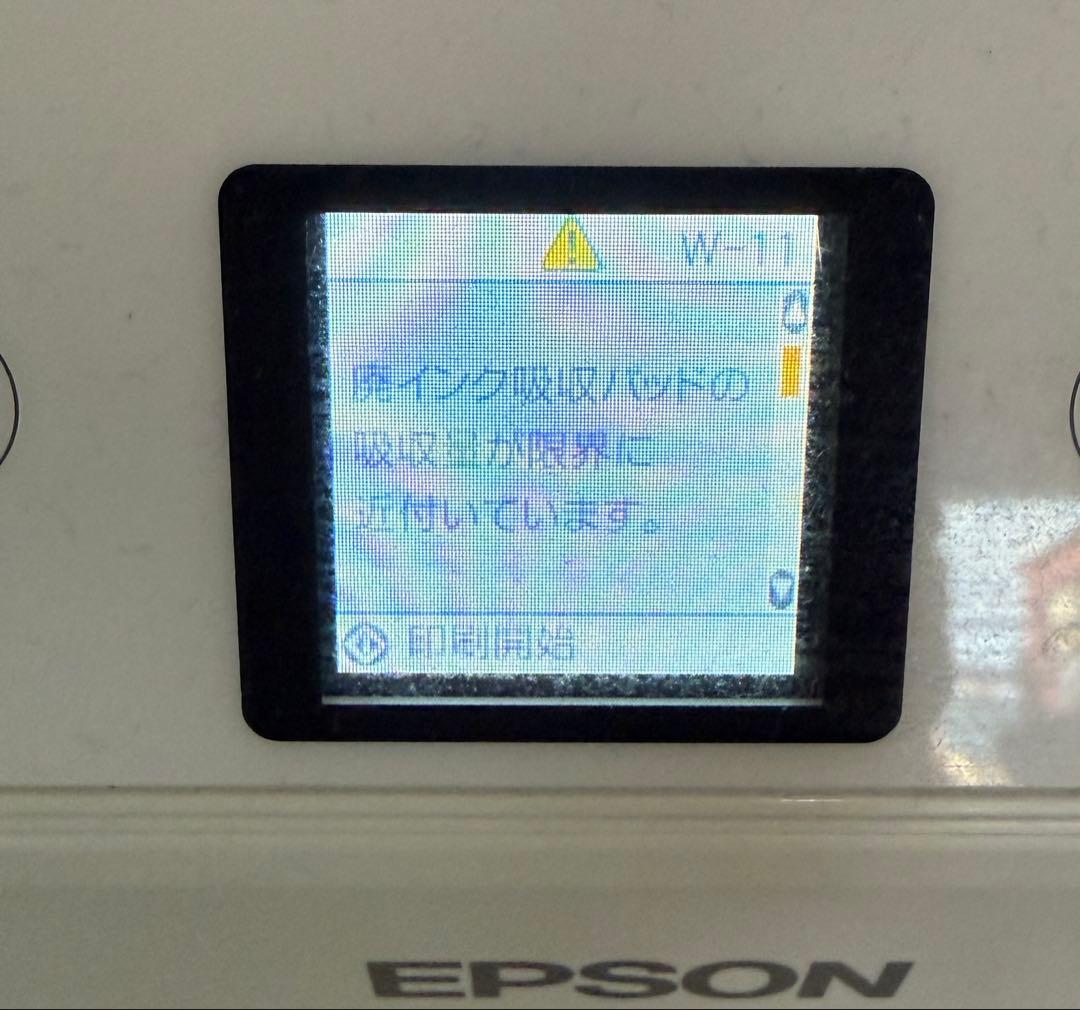 W-11
廃インク吸収パッドの
吸収量が限界に
近付いています。
印刷開始
EPSON